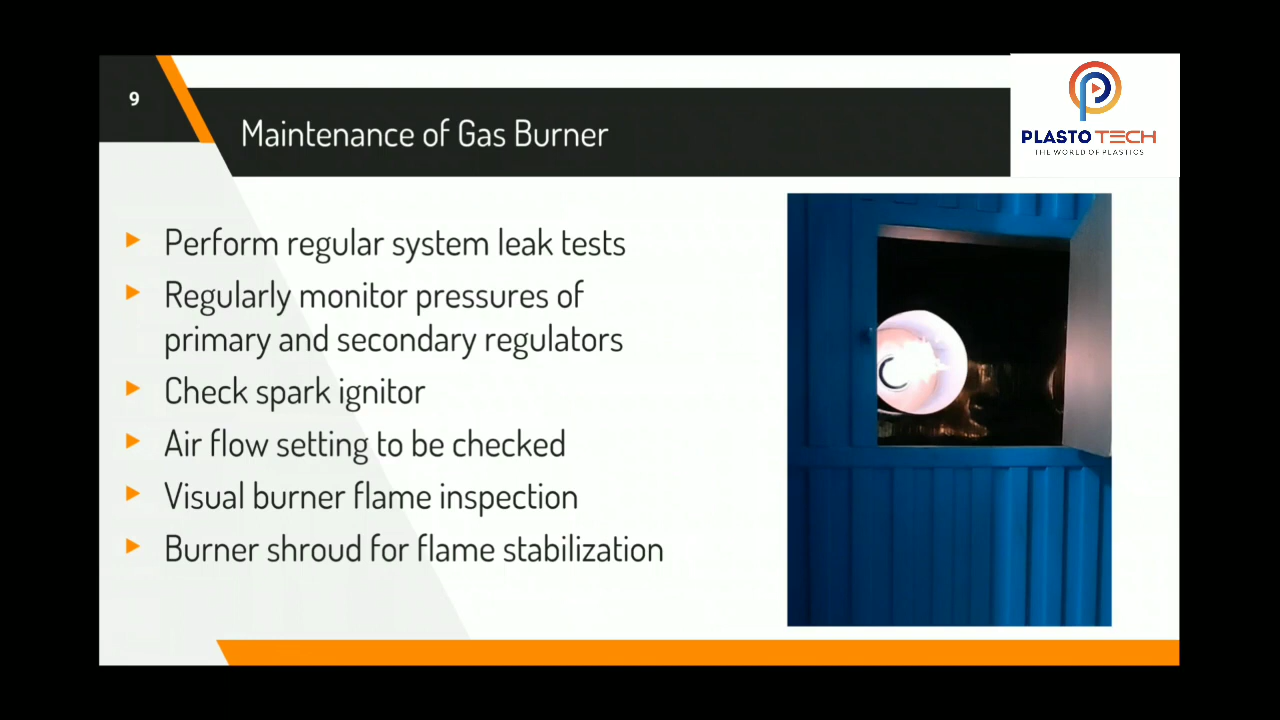 9
Maintenance of Gas Burner
PLASTO TECH
THE WORLD OF PLASTICS
Perform regular system leak tests
Regularly monitor pressures of
primary and secondary regulators
Check spark ignitor
Air flow setting to be checked
Visual burner flame inspection
Burner shroud for flame stabilization